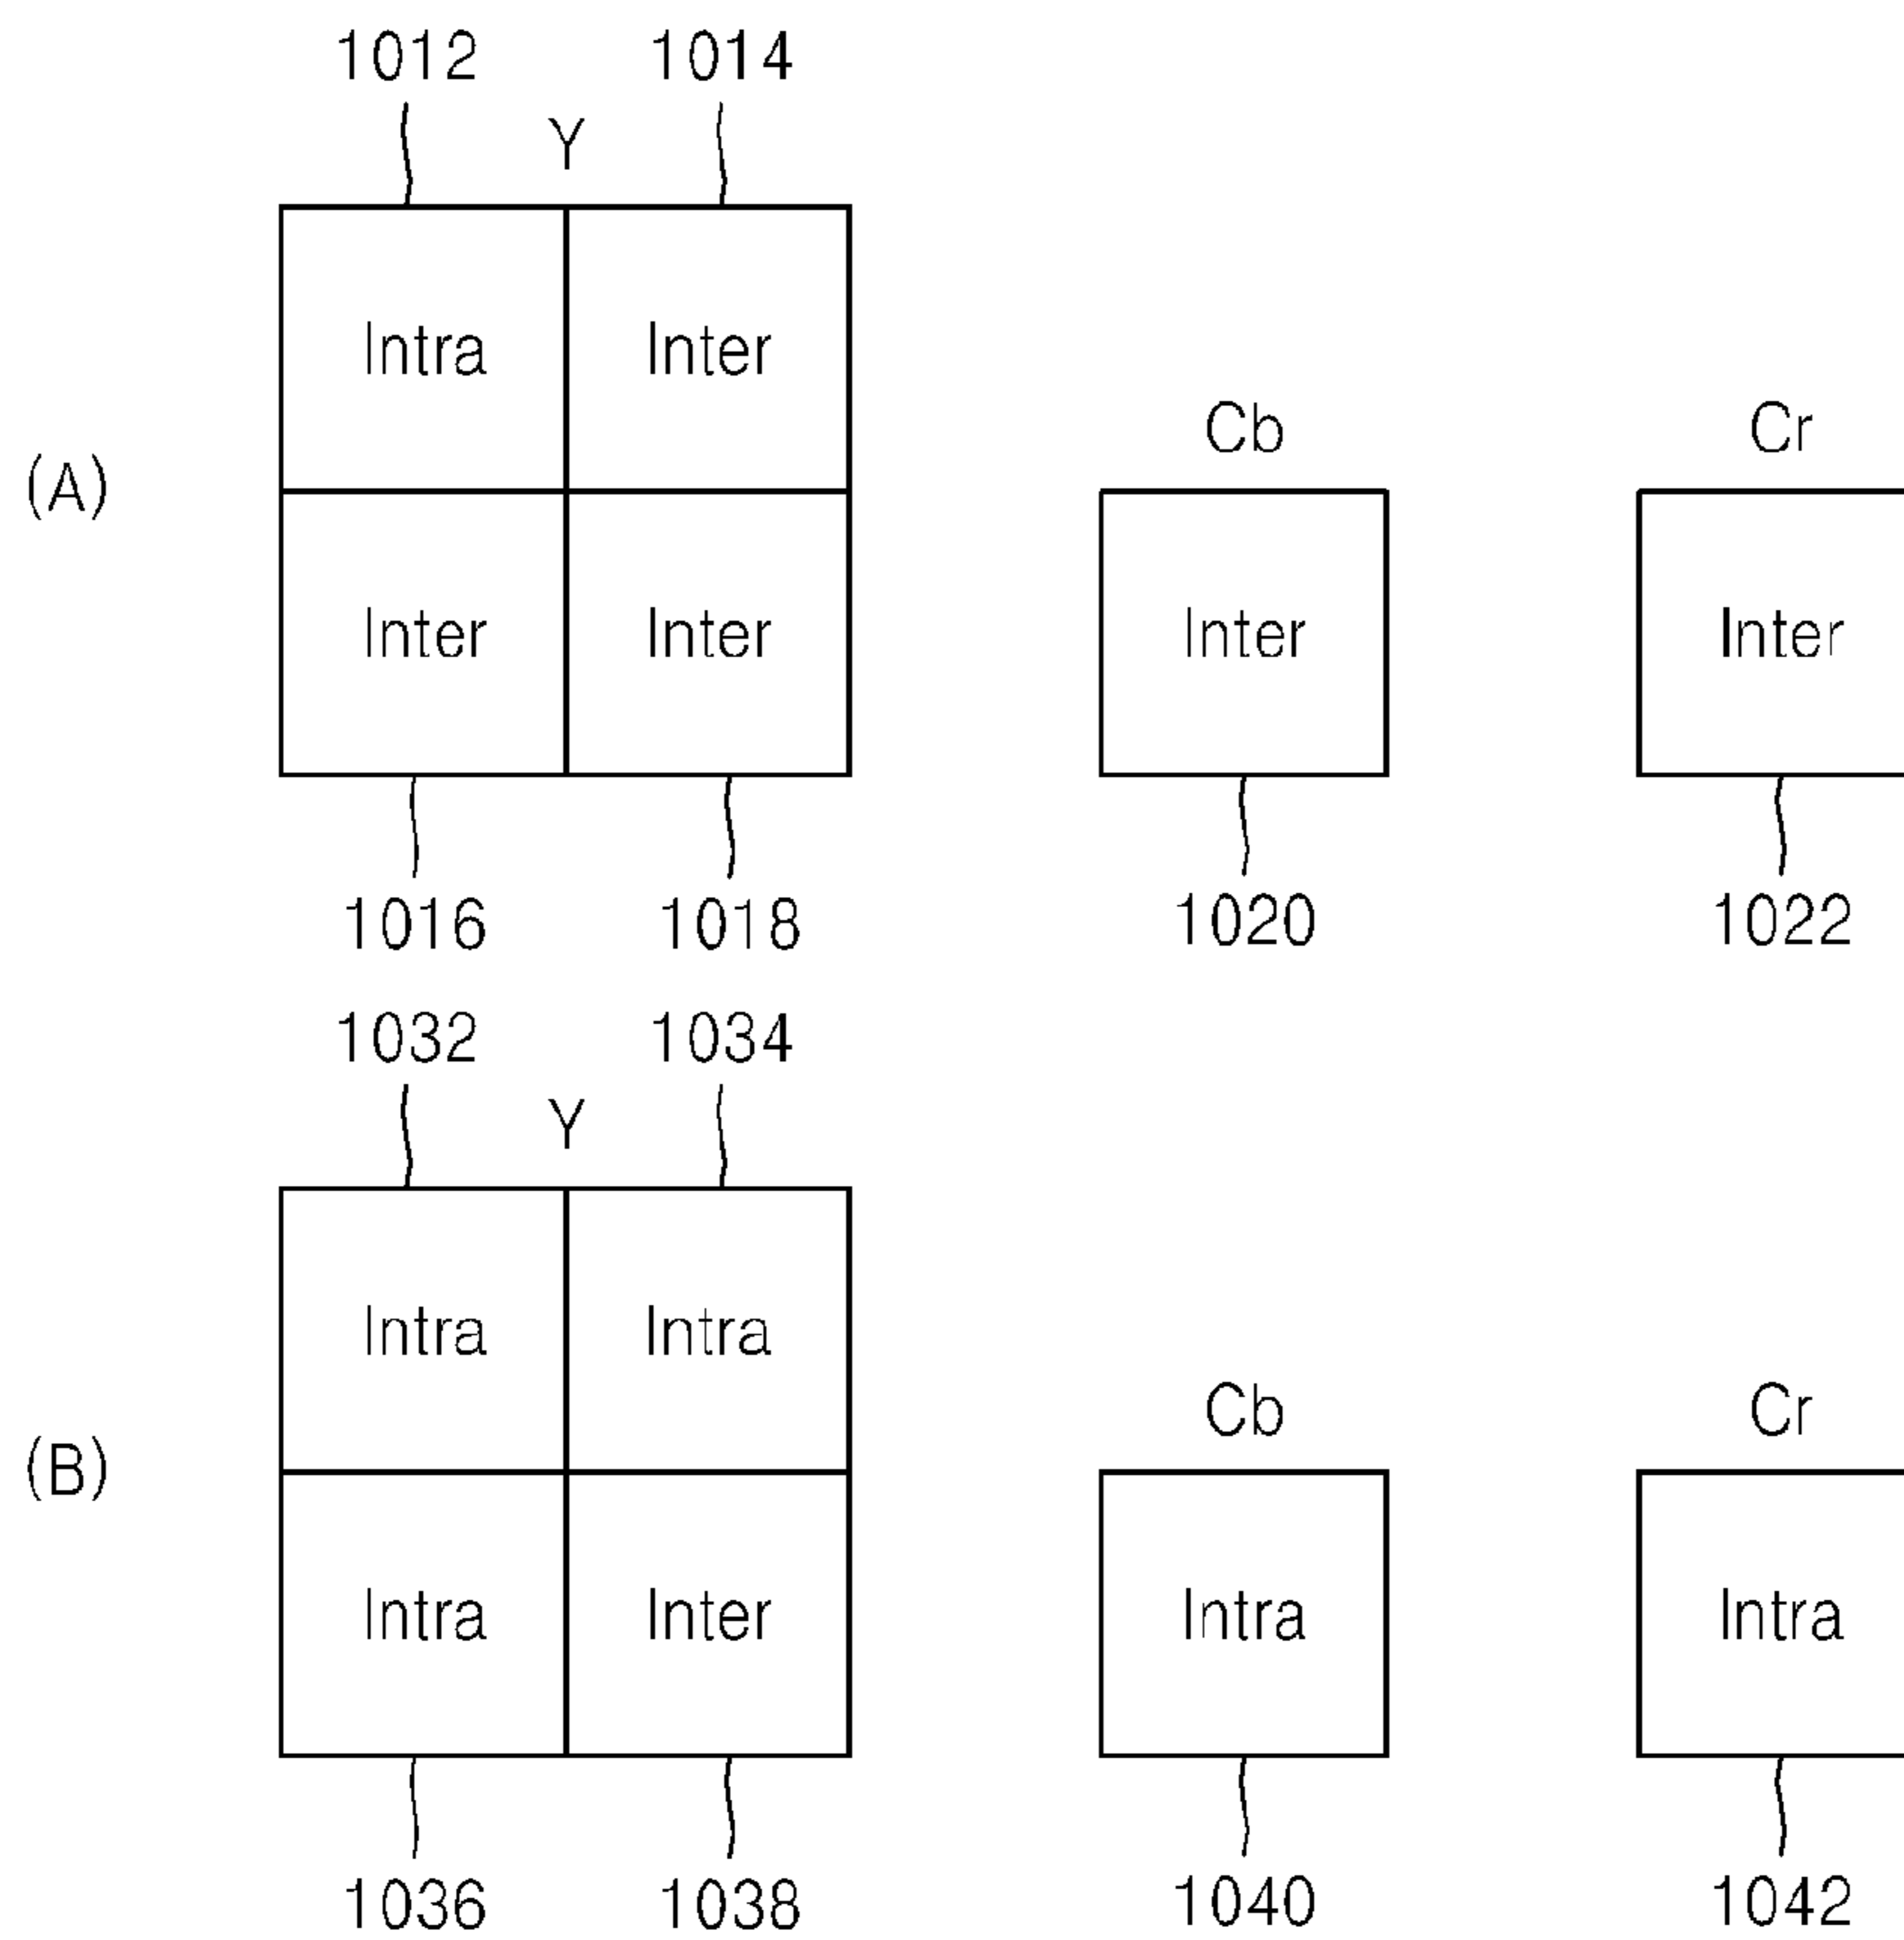 1012 1014
Y
Intra Inter
Cb Cr
(A)
Inter Inter Inter Inter
1016 1018 1020 1022
1032 1034
Y
Intra Intra
Cb Cr
(B)
Intra Inter Intra Intra
1036 1038 1040 1042